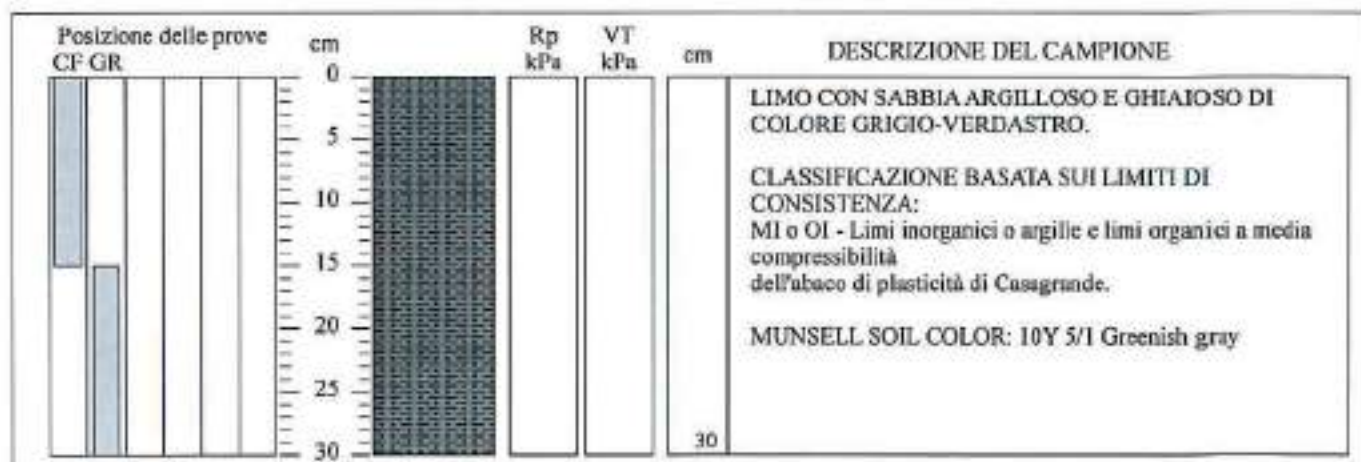 Posizione delle prove
CF GR
cm
Rp
kPa
VT
kPa
cm
DESCRIZIONE DEL CAMPIONE
0
5
10
15
20
25
30
30
LIMO CON SABBIA ARGILLOSO E GHIAIOSO DI
COLORE GRIGIO-VERDASTRO.
CLASSIFICAZIONE BASATA SUI LIMITI DI
CONSISTENZA:
MI o OI - Limi inorganici o argille e limi organici a media
compressibilità
dell'abaco di plasticità di Casagrande.
MUNSELL SOIL COLOR: 10Y 5/1 Greenish gray